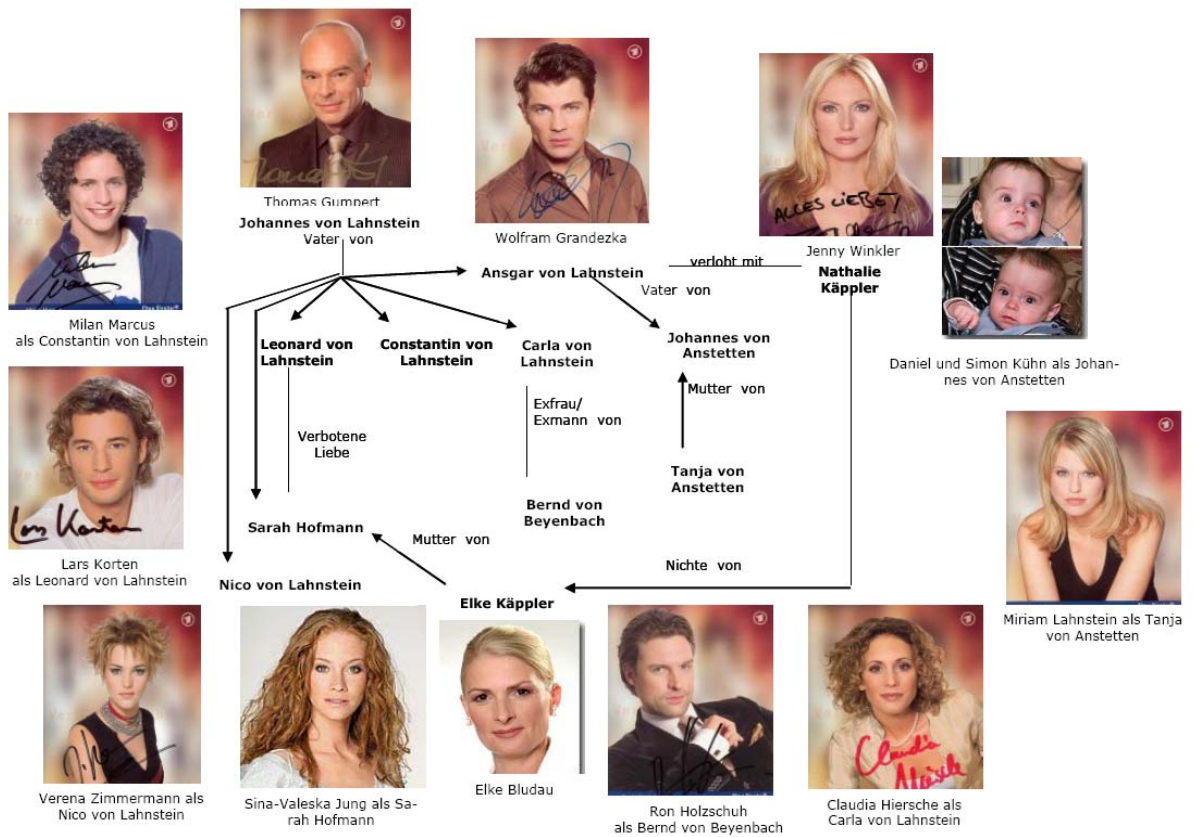 Thomas Gumpert
Johannes von Lahnstein
Vater von
Wolfram Grandezka
Ansgar von Lahnstein
verlobt mit
ALLES LIEBE!
Jenny Winkler
Nathalie
Käppler
Vater von
Milan Marcus
als Constantin von Lahnstein
Leonard von
Lahnstein
Constantin von
Lahnstein
Carla von
Lahnstein
Johannes von
Anstetten
Daniel und Simon Kühn als Johan-
nes von Anstetten
Mutter von
Exfrau/
Exmann von
Verbotene
Liebe
Tanja von
Anstetten
Bernd von
Beyenbach
Lars Korten
Lars Korten
als Leonard von Lahnstein
Sarah Hofmann
Mutter von
Nichte von
Nico von Lahnstein
Elke Käppler
Miriam Lahnstein als Tanja
von Anstetten
Verena Zimmermann als
Nico von Lahnstein
Sina-Valeska Jung als Sa-
rah Hofmann
Elke Bludau
Ron Holzschuh
als Bernd von Beyenbach
Claudia
Claudia Hiersche als
Carla von Lahnstein